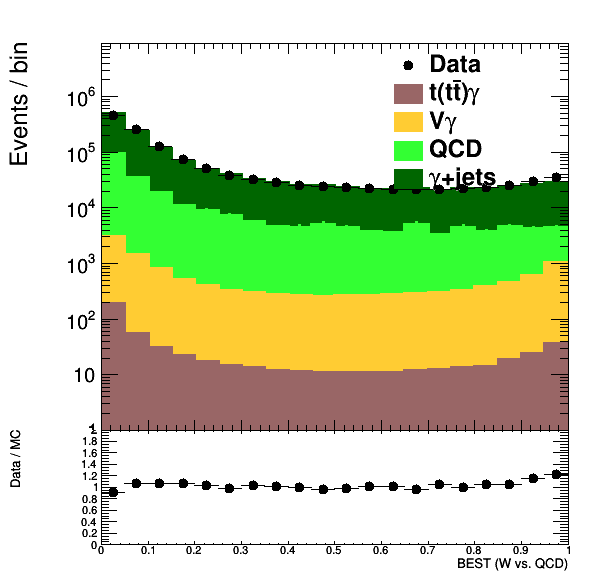 Events / bin
10^6
10^5
10^4
10^3
10^2
10
1
Data
t(tt̄)γ
Vγ
QCD
γ+jets
Data / MC
2
1.8
1.6
1.4
1.2
1
0.8
0.6
0.4
0.2
0
0 0.1 0.2 0.3 0.4 0.5 0.6 0.7 0.8 0.9 1
BEST (W vs. QCD)